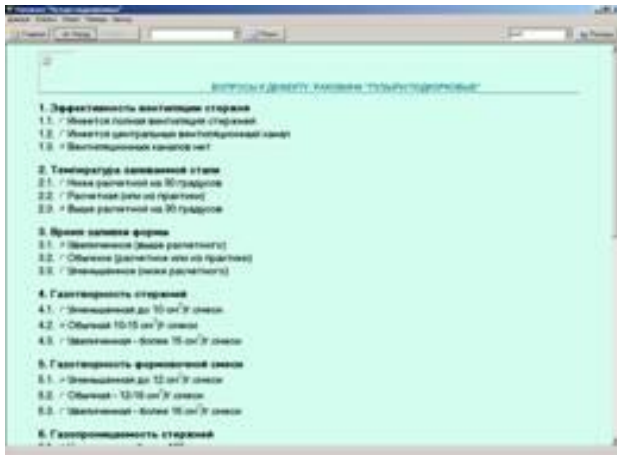 ВОПРОСЫ К ДЕФЕКТУ: РАКОВИНА "ПУЗЫРИ ПОДКОРКОВЫЕ"
1. Эффективность вентиляции стержня
1.1. Имеется полная вентиляция стержней
1.2. Имеется центральный вентиляционный канал
1.3. Вентиляционных каналов нет
2. Температура заливаемой стали
2.1. Ниже расчетной на 30 градусов
2.2. Расчетная (или из практики)
2.3. Выше расчетной на 30 градусов
3. Время заливки формы
3.1. Увеличенное (выше расчетного)
3.2. Обычное (расчетное или из практики)
3.3. Уменьшенное (ниже расчетного)
4. Газотворность стержней
4.1. Уменьшенная до 10 см³/г смеси
4.2. Обычная 10-15 см³/г смеси
4.3. Увеличенная - более 15 см³/г смеси
5. Газотворность формовочной смеси
5.1. Уменьшенная до 12 см³/г смеси
5.2. Обычная - 12-16 см³/г смеси
5.3. Увеличенная - более 16 см³/г смеси
6. Газопроницаемость стержней